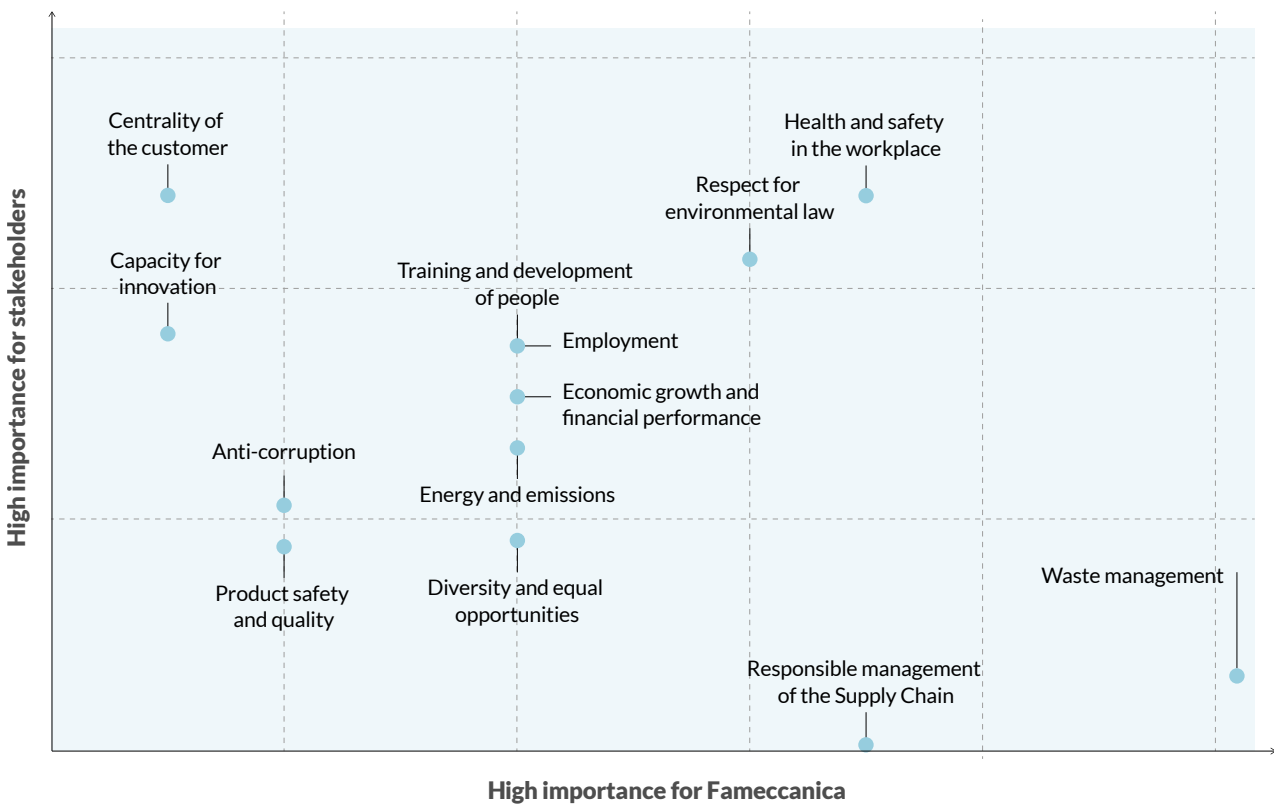 High importance for stakeholders
Centrality of
the customer
Health and safety
in the workplace
Respect for
environmental law
Capacity for
innovation
Training and development
of people
Employment
Economic growth and
financial performance
Anti-corruption
Energy and emissions
Product safety
and quality
Diversity and equal
opportunities
Waste management
Responsible management
of the Supply Chain
High importance for Fameccanica